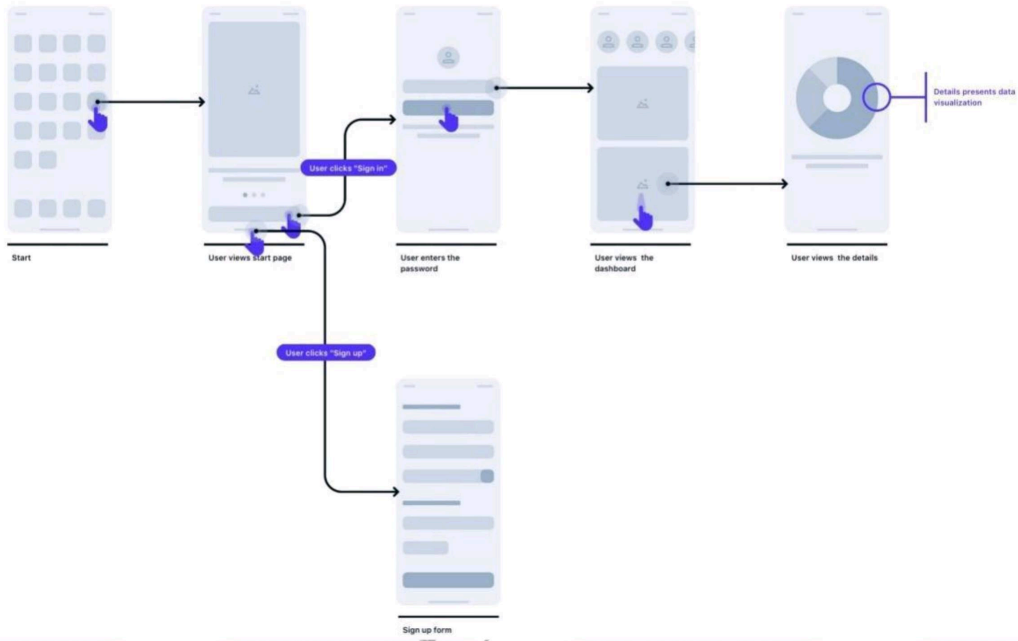 Details presents data
visualization
User clicks "Sign in"
Start
User views start page
User enters the
password
User views the
dashboard
User views the details
User clicks "Sign up"
Sign up form